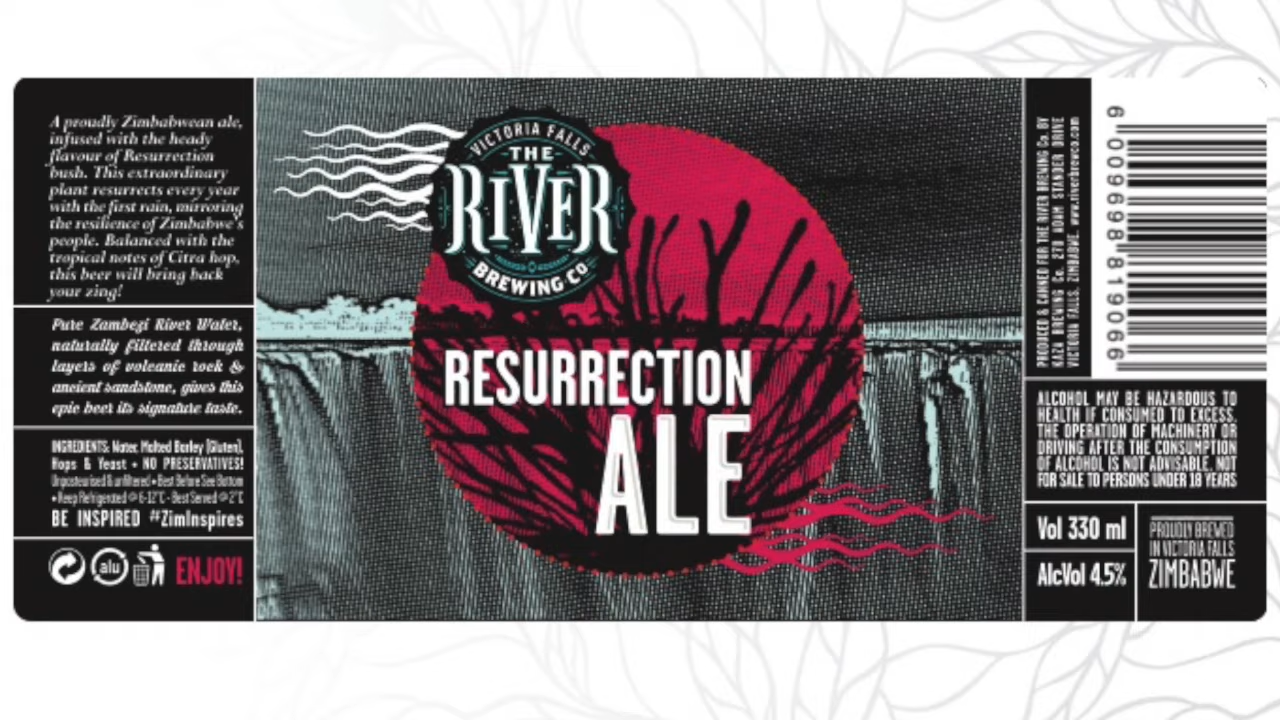 A proudly Zimbabwean ale,
infused with the heady
flavour of Resurrection
bush. This extraordinary
plant resurrects every year
with the first rain, mirroring
the resilience of Zimbabwe's
people. Balanced with the
tropical notes of Citra hop,
this beer will bring back
your zing!
Pure Zambezi River Water,
naturally filtered through
layers of volcanic rock &
ancient sandstone, gives this
epic beer its signature taste.
INGREDIENTS: Water, Malted Barley (Gluten),
Hops & Yeast • NO PRESERVATIVES!
Unpasteurised & unfiltered • Best Before See Bottom
• Keep Refrigerated @ 6-12°C - Best Served @ 2°C
BE INSPIRED #ZimInspires
alu
ENJOY!
VICTORIA FALLS
THE
RIVER
BREWING CO
RESURRECTION
ALE
PRODUCED & CANNED FOR THE RIVER BREWING Co. BY
KAZA BREWING Co. 270 ADAM STANDER DRIVE
VICTORIA FALLS, ZIMBABWE. www.riverbrewco.com
6 009698 819066
ALCOHOL MAY BE HAZARDOUS TO
HEALTH IF CONSUMED TO EXCESS.
THE OPERATION OF MACHINERY OR
DRIVING AFTER THE CONSUMPTION
OF ALCOHOL IS NOT ADVISABLE. NOT
FOR SALE TO PERSONS UNDER 18 YEARS
Vol 330 ml
AlcVol 4.5%
PROUDLY BREWED
IN VICTORIA FALLS
ZIMBABWE